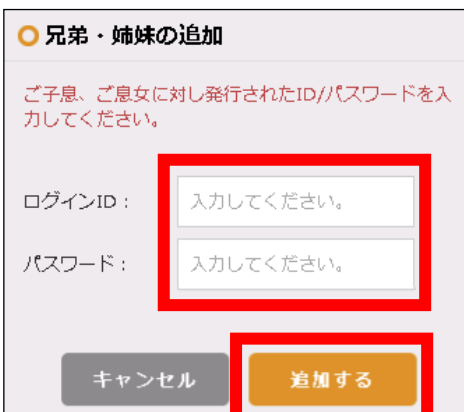 兄弟・姉妹の追加
ご子息、ご息女に対し発行されたID/パスワードを入
力してください。
ログインID： 入力してください。
パスワード： 入力してください。
キャンセル 追加する